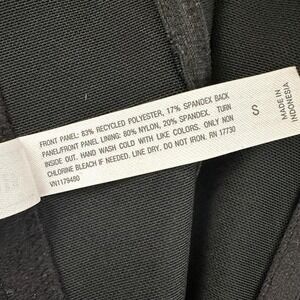 FRONT PANEL: 83% RECYCLED POLYESTER, 17% SPANDEX BACK
PANEL/FRONT PANEL LINING: 80% NYLON, 20% SPANDEX. TURN
INSIDE OUT. HAND WASH COLD WITH LIKE COLORS. ONLY NON
CHLORINE BLEACH IF NEEDED. LINE DRY. DO NOT IRON. RN 17730
VN1179480
S
MADE IN
INDONESIA